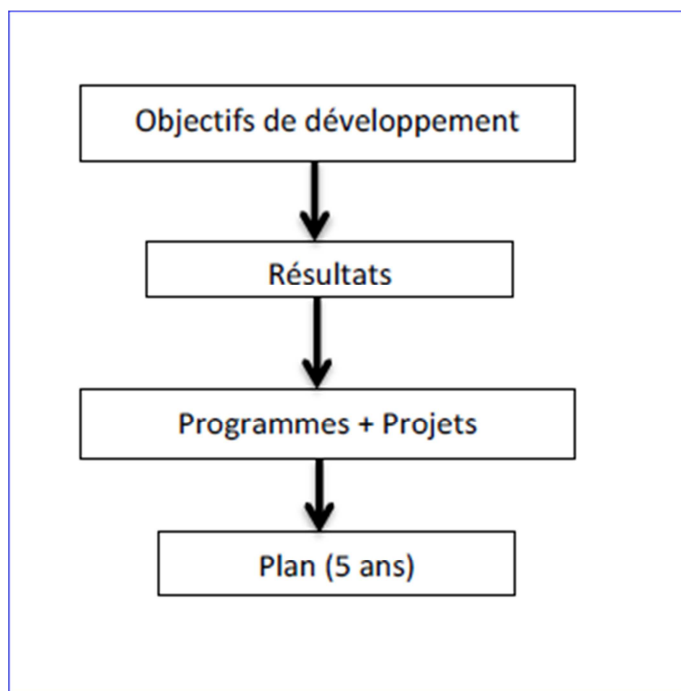 Objectifs de développement
Résultats
Programmes + Projets
Plan (5 ans)